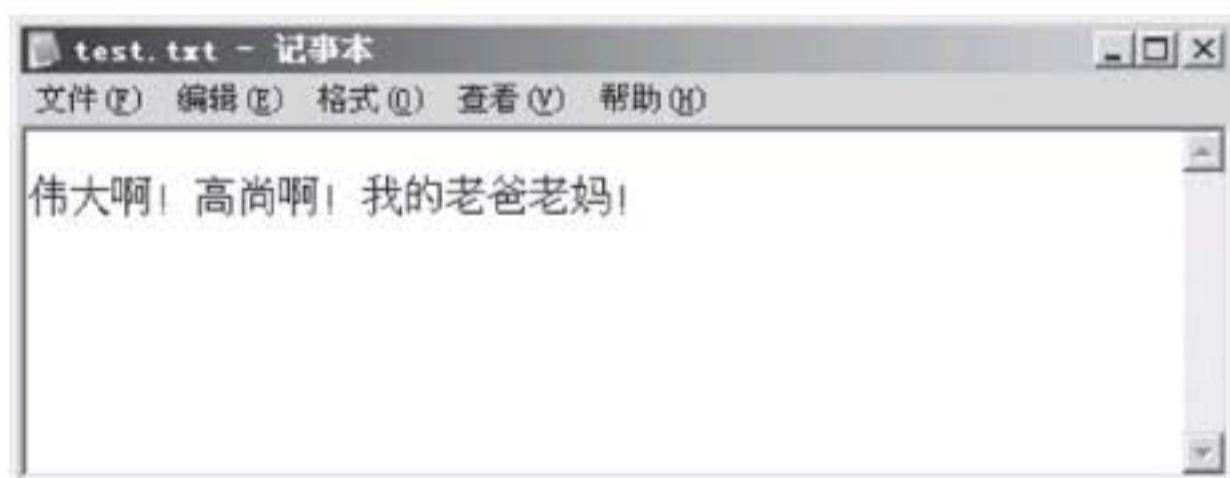 test.txt - 记事本
文件(F) 编辑(E) 格式(O) 查看(V) 帮助(H)
伟大啊！高尚啊！我的老爸老妈！